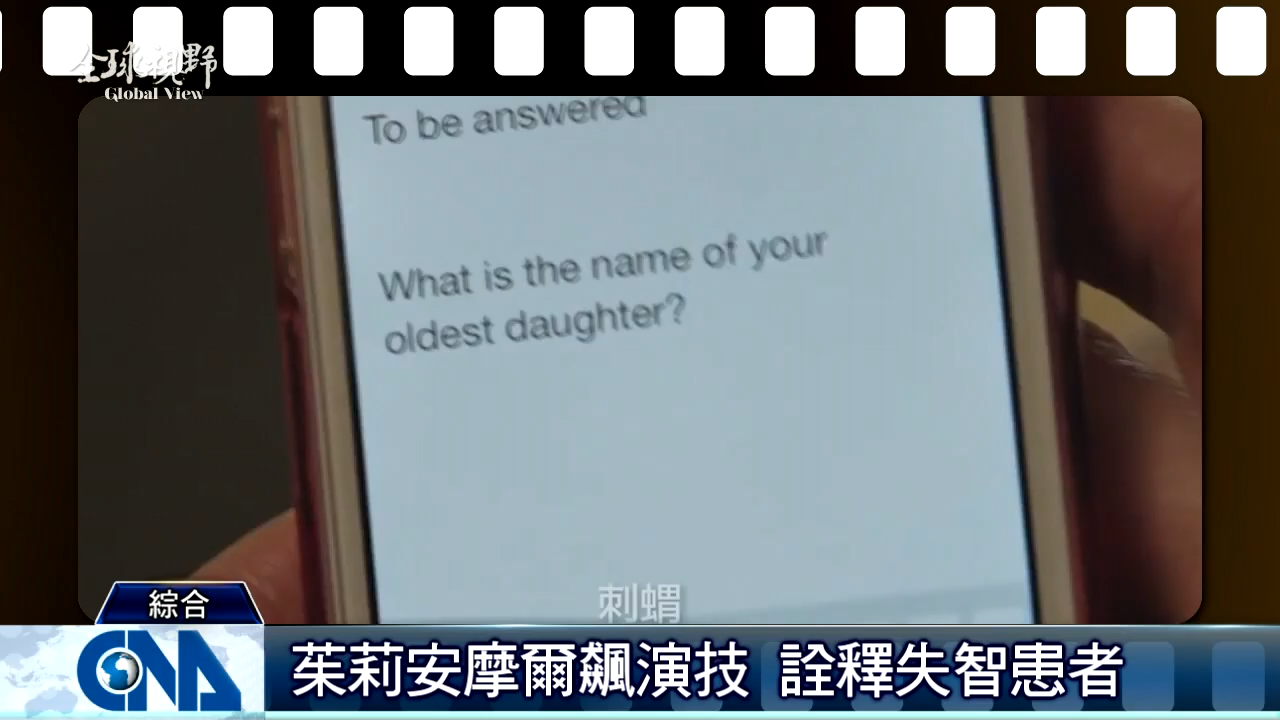 全球視野
Global View
To be answered
What is the name of your
oldest daughter?
刺蝟
綜合
CNA
茱莉安摩爾飆演技 詮釋失智患者